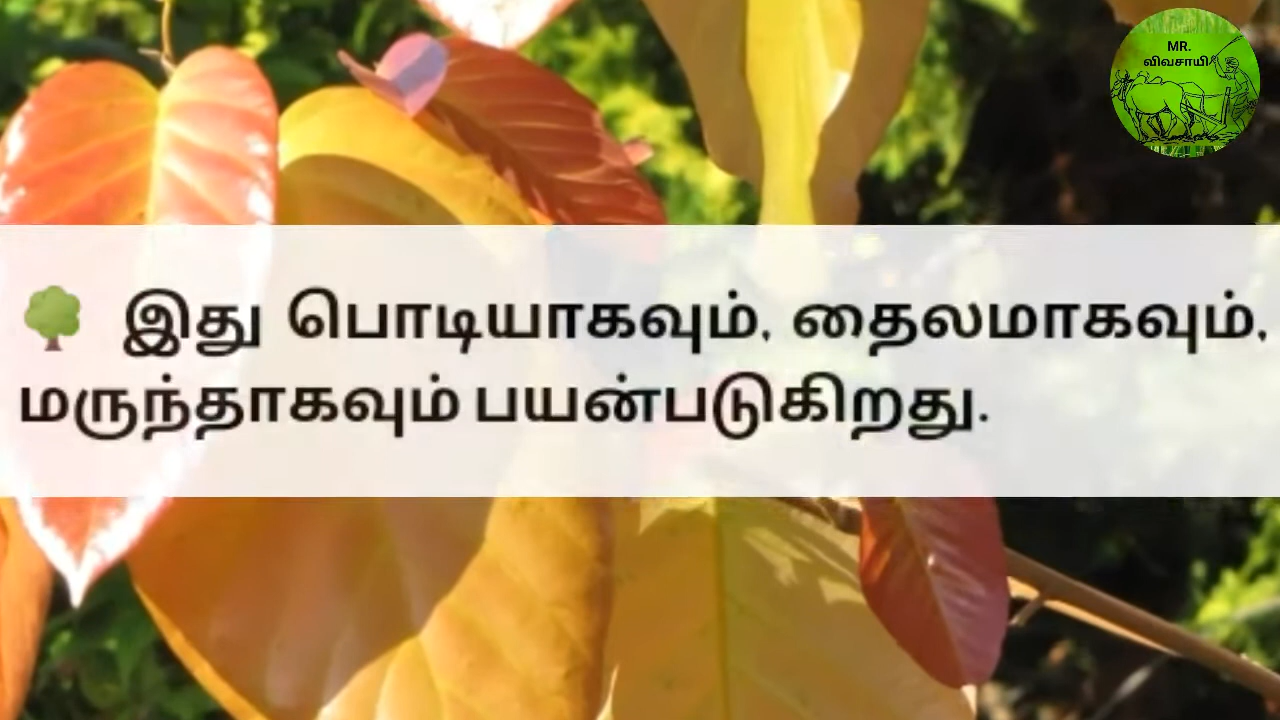 MR.
விவசாயி
🌳 இது பொடியாகவும், தைலமாகவும்,
மருந்தாகவும் பயன்படுகிறது.